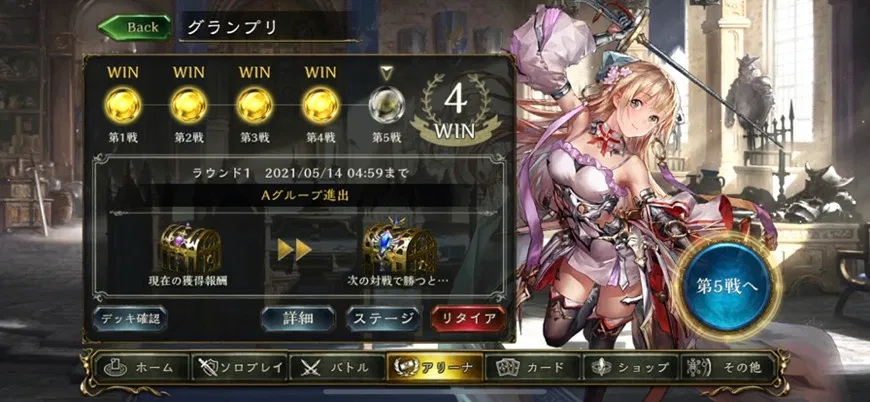 Back
グランプリ
WIN
WIN
WIN
WIN
第1戦
第2戦
第3戦
第4戦
第5戦
4
WIN
ラウンド1 2021/05/14 04:59まで
Aグループ進出
現在の獲得報酬
次の対戦で勝つと…
デッキ確認
詳細
ステージ
リタイア
第5戦へ
ホーム
ソロプレイ
バトル
アリーナ
カード
ショップ
その他